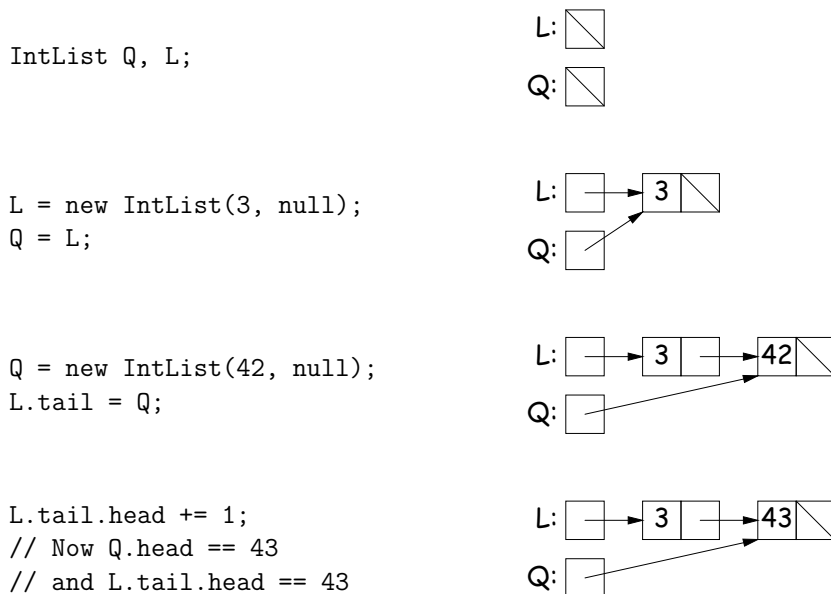 IntList Q, L;
L:
Q:
L = new IntList(3, null);
Q = L;
L: 3
Q:
Q = new IntList(42, null);
L.tail = Q;
L: 3 42
Q:
L.tail.head += 1;
// Now Q.head == 43
// and L.tail.head == 43
L: 3 43
Q: